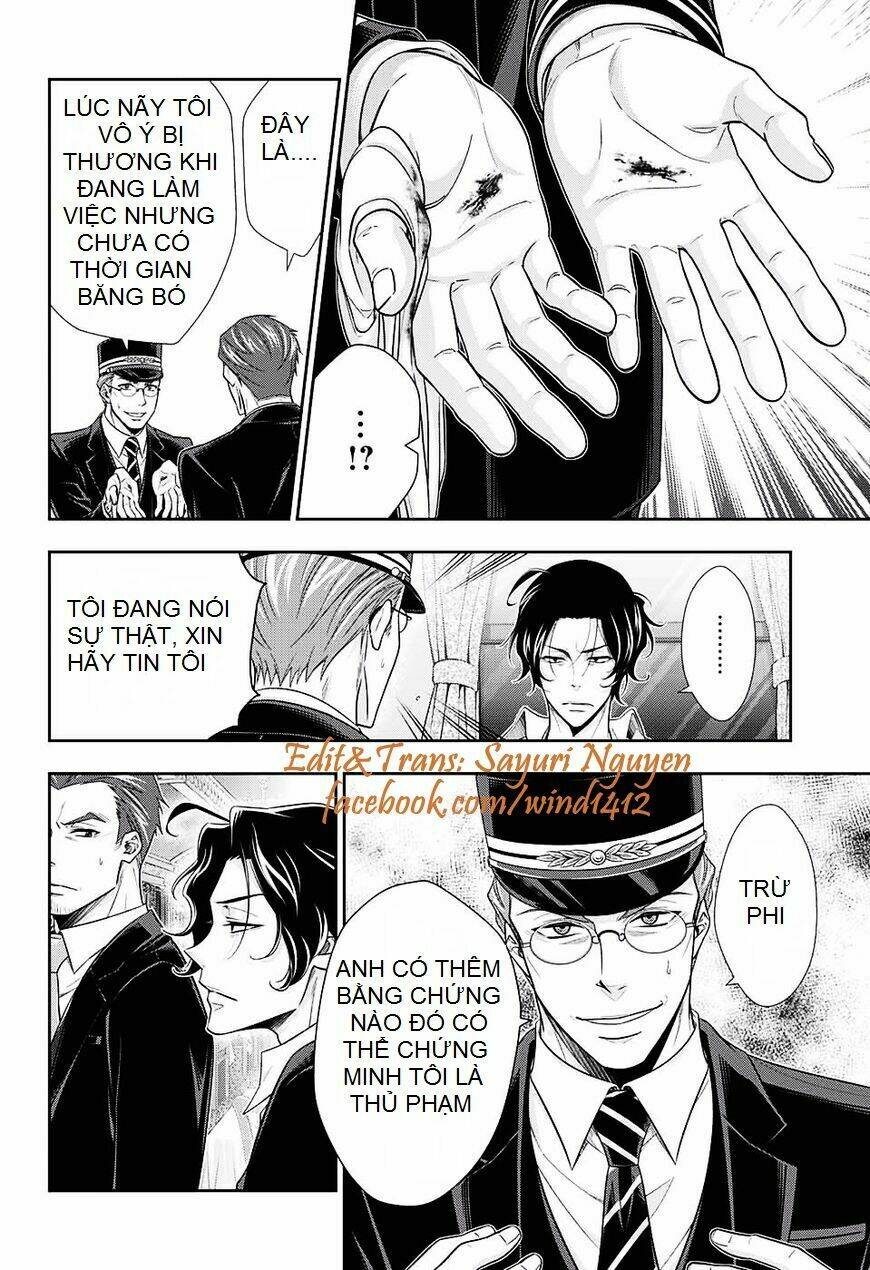 …
!?
ĐÂY
LÀ....
LÚC NÃY TÔI
VÔ Ý BỊ
THƯƠNG KHI
ĐANG LÀM
VIỆC NHƯNG
CHƯA CÓ
THỜI GIAN
BĂNG BÓ
……
TÔI ĐANG NÓI
SỰ THẬT, XIN
HÃY TIN TÔI
Edit&Trans: Sayuri Nguyen
facebook.com/wind1412
TRỪ
PHI
ANH CÓ THÊM
BẰNG CHỨNG
NÀO ĐÓ CÓ
THỂ CHỨNG
MINH TÔI LÀ
THỦ PHẠM